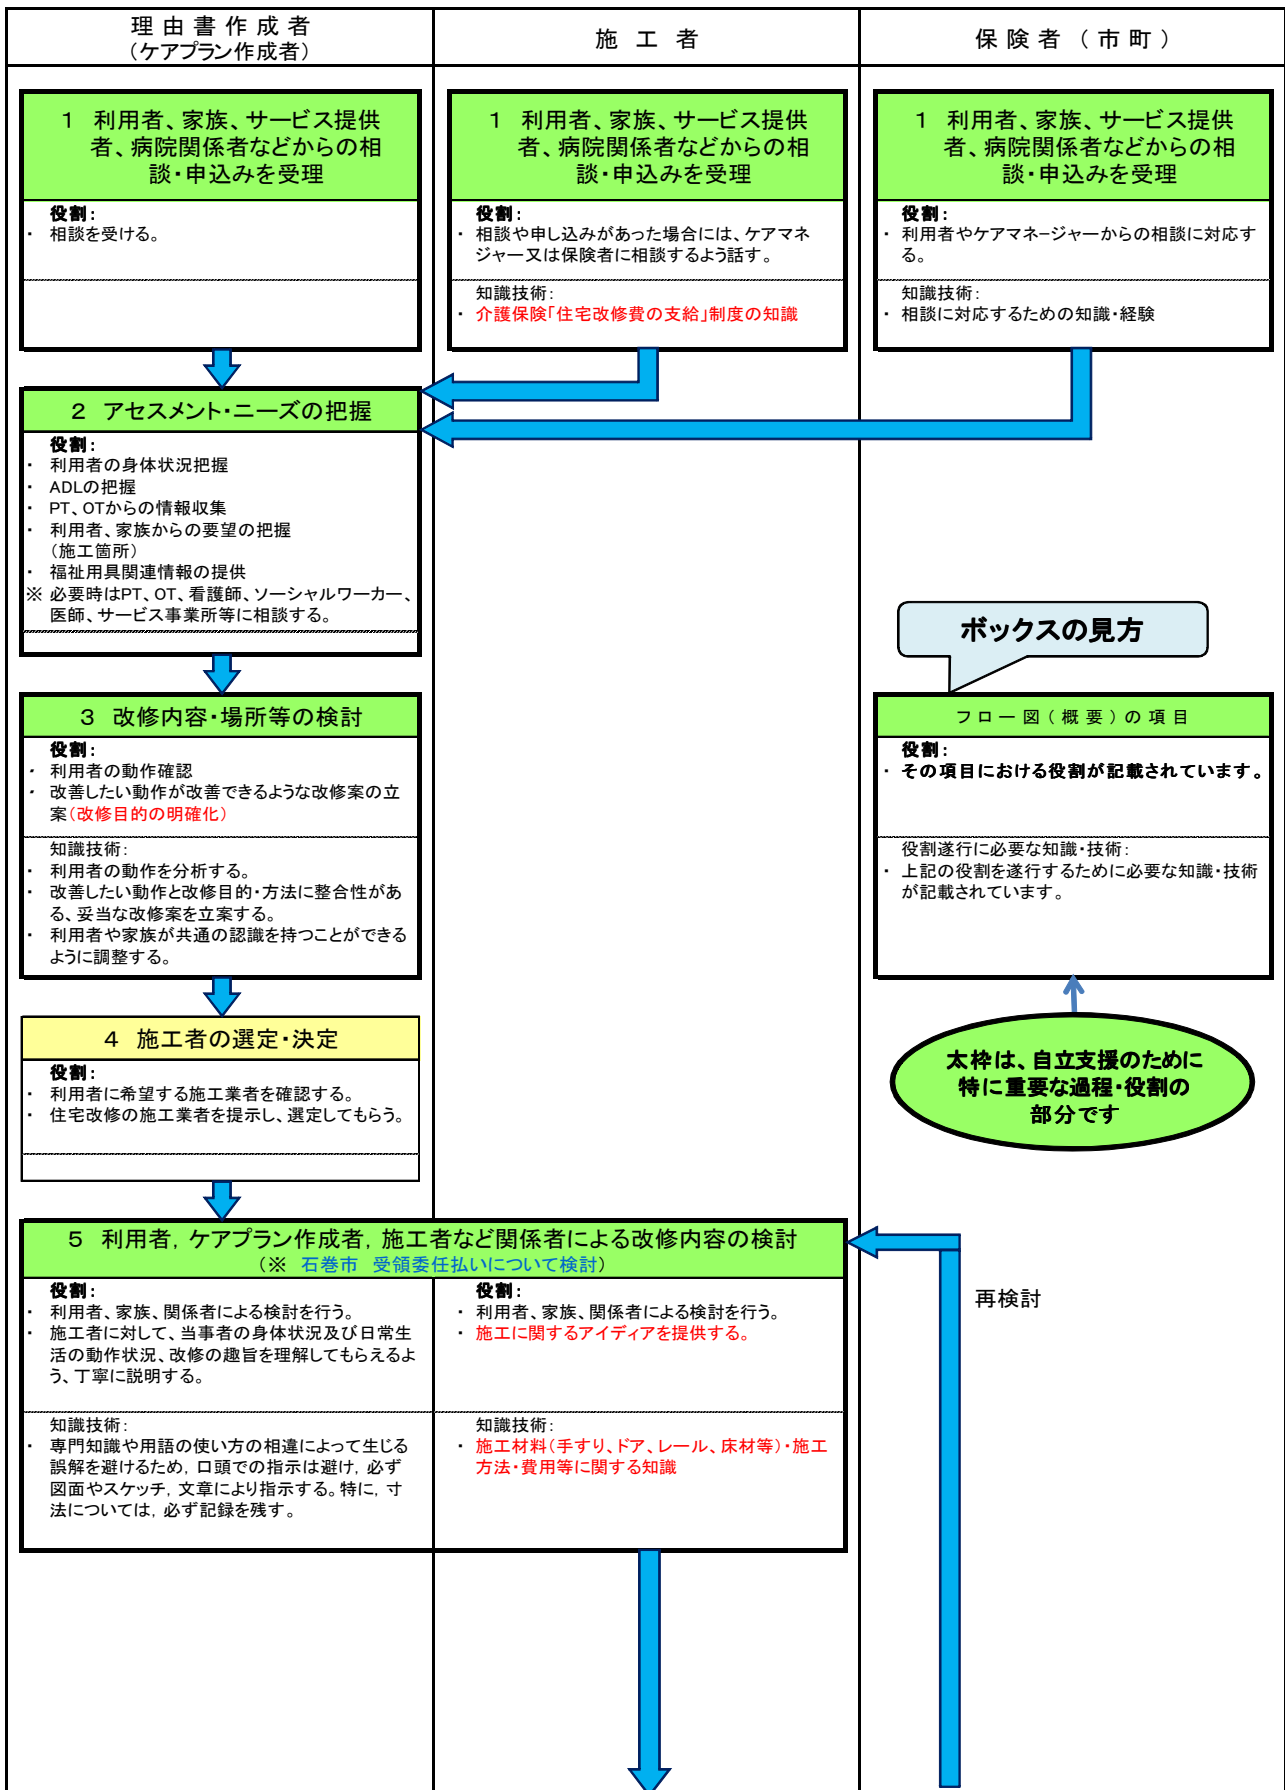 理由書作成者
(ケアプラン作成者)
施工者
保険者(市町)
1 利用者、家族、サービス提供
者、病院関係者などからの相
談・申込みを受理
役割:
・ 相談を受ける。
1 利用者、家族、サービス提供
者、病院関係者などからの相
談・申込みを受理
役割:
・ 相談や申し込みがあった場合には、ケアマネ
ジャー又は保険者に相談するよう話す。
知識技術:
・ 介護保険「住宅改修費の支給」制度の知識
1 利用者、家族、サービス提供
者、病院関係者などからの相
談・申込みを受理
役割:
・ 利用者やケアマネージャーからの相談に対応す
る。
知識技術:
・ 相談に対応するための知識・経験
2 アセスメント・ニーズの把握
役割:
・ 利用者の身体状況把握
・ ADLの把握
・ PT、OTからの情報収集
・ 利用者、家族からの要望の把握
(施工箇所)
・ 福祉用具関連情報の提供
※ 必要時はPT、OT、看護師、ソーシャルワーカー、
医師、サービス事業所等に相談する。
ボックスの見方
3 改修内容・場所等の検討
役割:
・ 利用者の動作確認
・ 改善したい動作が改善できるような改修案の立
案(改修目的の明確化)
知識技術:
・ 利用者の動作を分析する。
・ 改善したい動作と改修目的・方法に整合性があ
る、妥当な改修案を立案する。
・ 利用者や家族が共通の認識を持つことができる
ように調整する。
フロー図(概要)の項目
役割:
・ その項目における役割が記載されています。
役割遂行に必要な知識・技術:
・ 上記の役割を遂行するために必要な知識・技術
が記載されています。
4 施工者の選定・決定
役割:
・ 利用者に希望する施工業者を確認する。
・ 住宅改修の施工業者を提示し、選定してもらう。
太枠は、自立支援のために
特に重要な過程・役割の
部分です
5 利用者, ケアプラン作成者, 施工者など関係者による改修内容の検討
(※ 石巻市 受領委任払いについて検討)
役割:
・ 利用者、家族、関係者による検討を行う。
・ 施工者に対して、当事者の身体状況及び日常生
活の動作状況、改修の趣旨を理解してもらえるよ
う、丁寧に説明する。
知識技術:
・ 専門知識や用語の使い方の相違によって生じる
誤解を避けるため, 口頭での指示は避け, 必ず
図面やスケッチ, 文章により指示する。特に, 寸
法については, 必ず記録を残す。
役割:
・ 利用者、家族、関係者による検討を行う。
・ 施工に関するアイディアを提供する。
知識技術:
・ 施工材料(手すり、ドア、レール、床材等)・施工
方法・費用等に関する知識
再検討